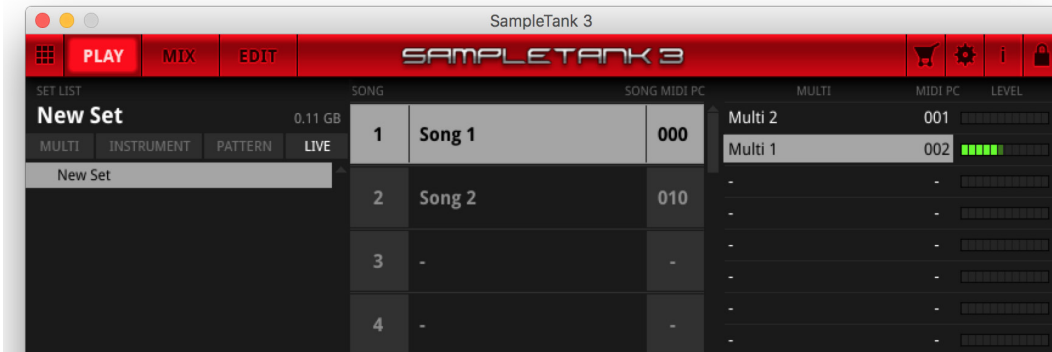 SampleTank 3
PLAY MIX EDIT SAMPLETANK 3 i
SET LIST SONG SONG MIDI PC MULTI MIDI PC LEVEL
New Set 0.11 GB
MULTI INSTRUMENT PATTERN LIVE
New Set
1 Song 1 000
2 Song 2 010
3 - -
4 - -
Multi 2 001
Multi 1 002
- -
- -
- -
- -
- -
- -